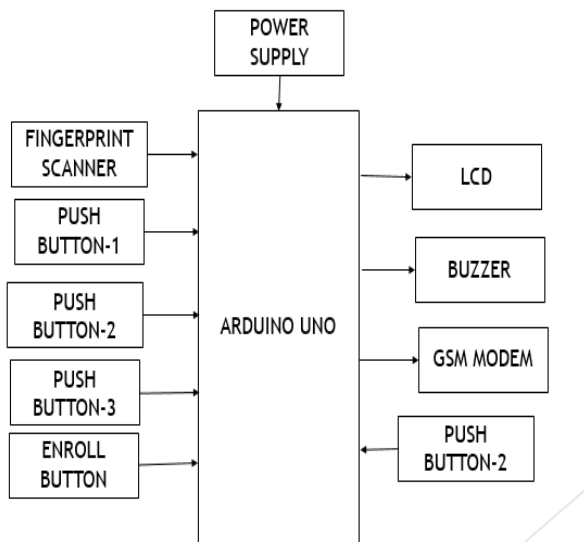 POWER
SUPPLY
FINGERPRINT
SCANNER
PUSH
BUTTON-1
PUSH
BUTTON-2
PUSH
BUTTON-3
ENROLL
BUTTON
ARDUINO UNO
LCD
BUZZER
GSM MODEM
PUSH
BUTTON-2